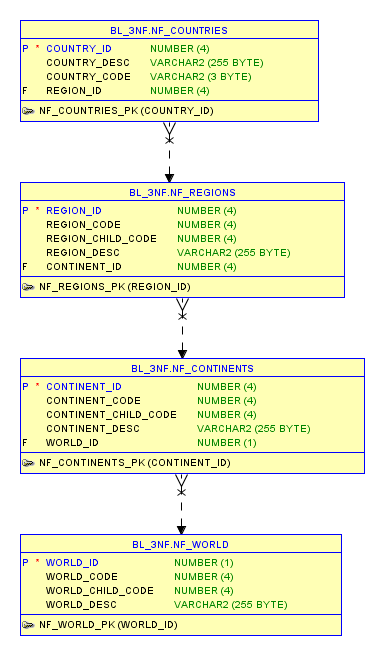 BL_3NF.NF_COUNTRIES
P * COUNTRY_ID NUMBER (4)
COUNTRY_DESC VARCHAR2 (255 BYTE)
COUNTRY_CODE VARCHAR2 (3 BYTE)
F REGION_ID NUMBER (4)
NF_COUNTRIES_PK (COUNTRY_ID)
BL_3NF.NF_REGIONS
P * REGION_ID NUMBER (4)
REGION_CODE NUMBER (4)
REGION_CHILD_CODE NUMBER (4)
REGION_DESC VARCHAR2 (255 BYTE)
F CONTINENT_ID NUMBER (4)
NF_REGIONS_PK (REGION_ID)
BL_3NF.NF_CONTINENTS
P * CONTINENT_ID NUMBER (4)
CONTINENT_CODE NUMBER (4)
CONTINENT_CHILD_CODE NUMBER (4)
CONTINENT_DESC VARCHAR2 (255 BYTE)
F WORLD_ID NUMBER (1)
NF_CONTINENTS_PK (CONTINENT_ID)
BL_3NF.NF_WORLD
P * WORLD_ID NUMBER (1)
WORLD_CODE NUMBER (4)
WORLD_CHILD_CODE NUMBER (4)
WORLD_DESC VARCHAR2 (255 BYTE)
NF_WORLD_PK (WORLD_ID)